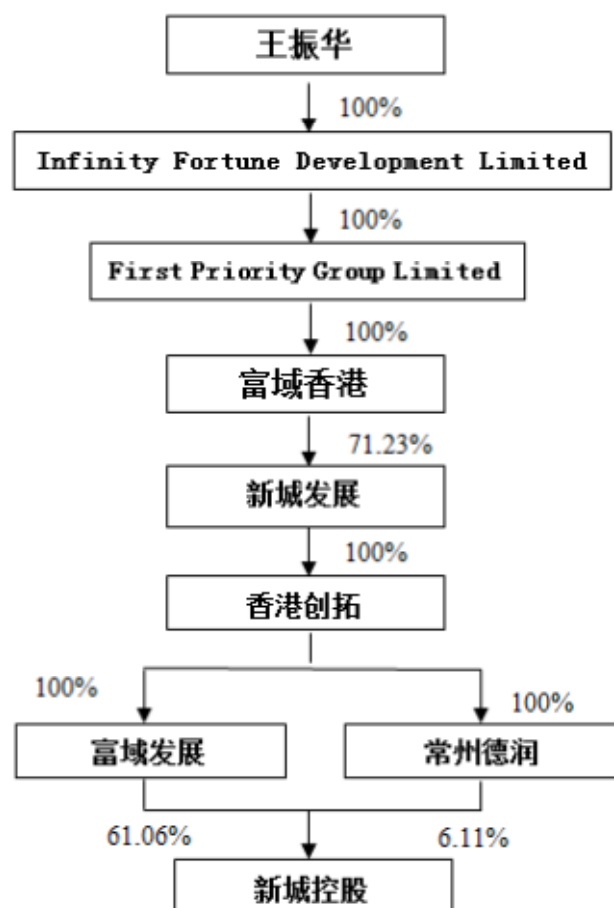 王振华
100%
Infinity Fortune Development Limited
100%
First Priority Group Limited
100%
富域香港
71.23%
新城发展
100%
香港创拓
100%
100%
富域发展
常州德润
61.06%
6.11%
新城控股